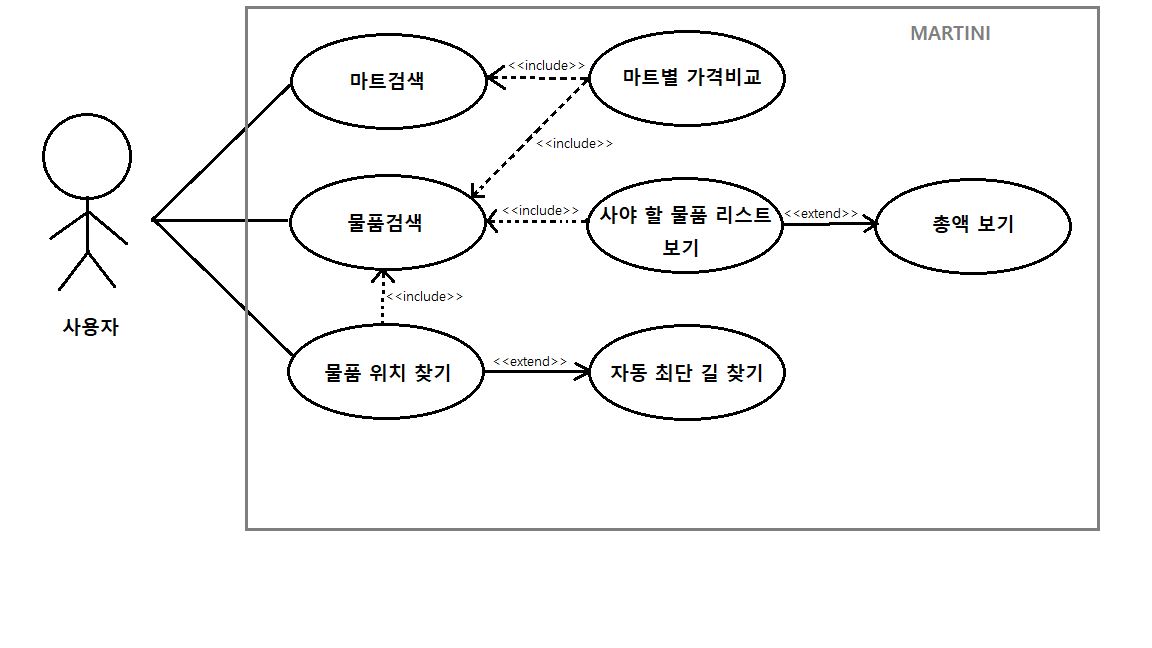 MARTINI
마트검색
<<include>>
마트별 가격비교
<<include>>
물품검색
<<include>>
사야 할 물품 리스트
보기
<<extend>>
총액 보기
<<include>>
사용자
물품 위치 찾기
<<extend>>
자동 최단 길 찾기